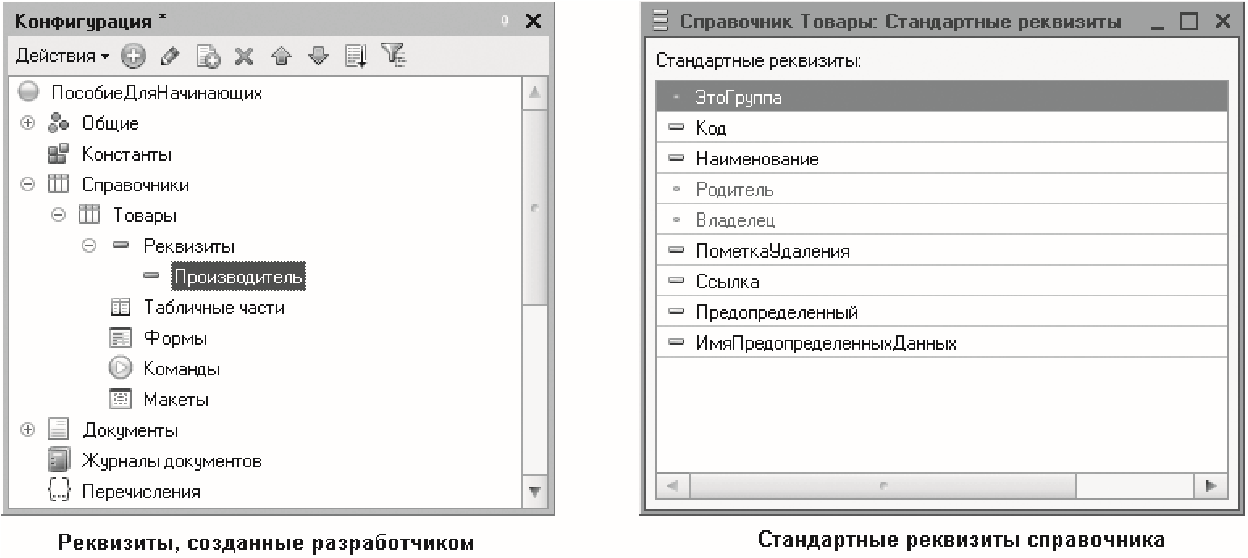 Конфигурация *
Действия
ПособиеДляНачинающих
Общие
Константы
Справочники
Товары
Реквизиты
Производитель
Табличные части
Формы
Команды
Макеты
Документы
Журналы документов
Перечисления
Реквизиты, созданные разработчиком
Справочник Товары: Стандартные реквизиты
Стандартные реквизиты:
ЭтоГруппа
Код
Наименование
Родитель
Владелец
ПометкаУдаления
Ссылка
Предопределенный
ИмяПредопределенныхДанных
Стандартные реквизиты справочника